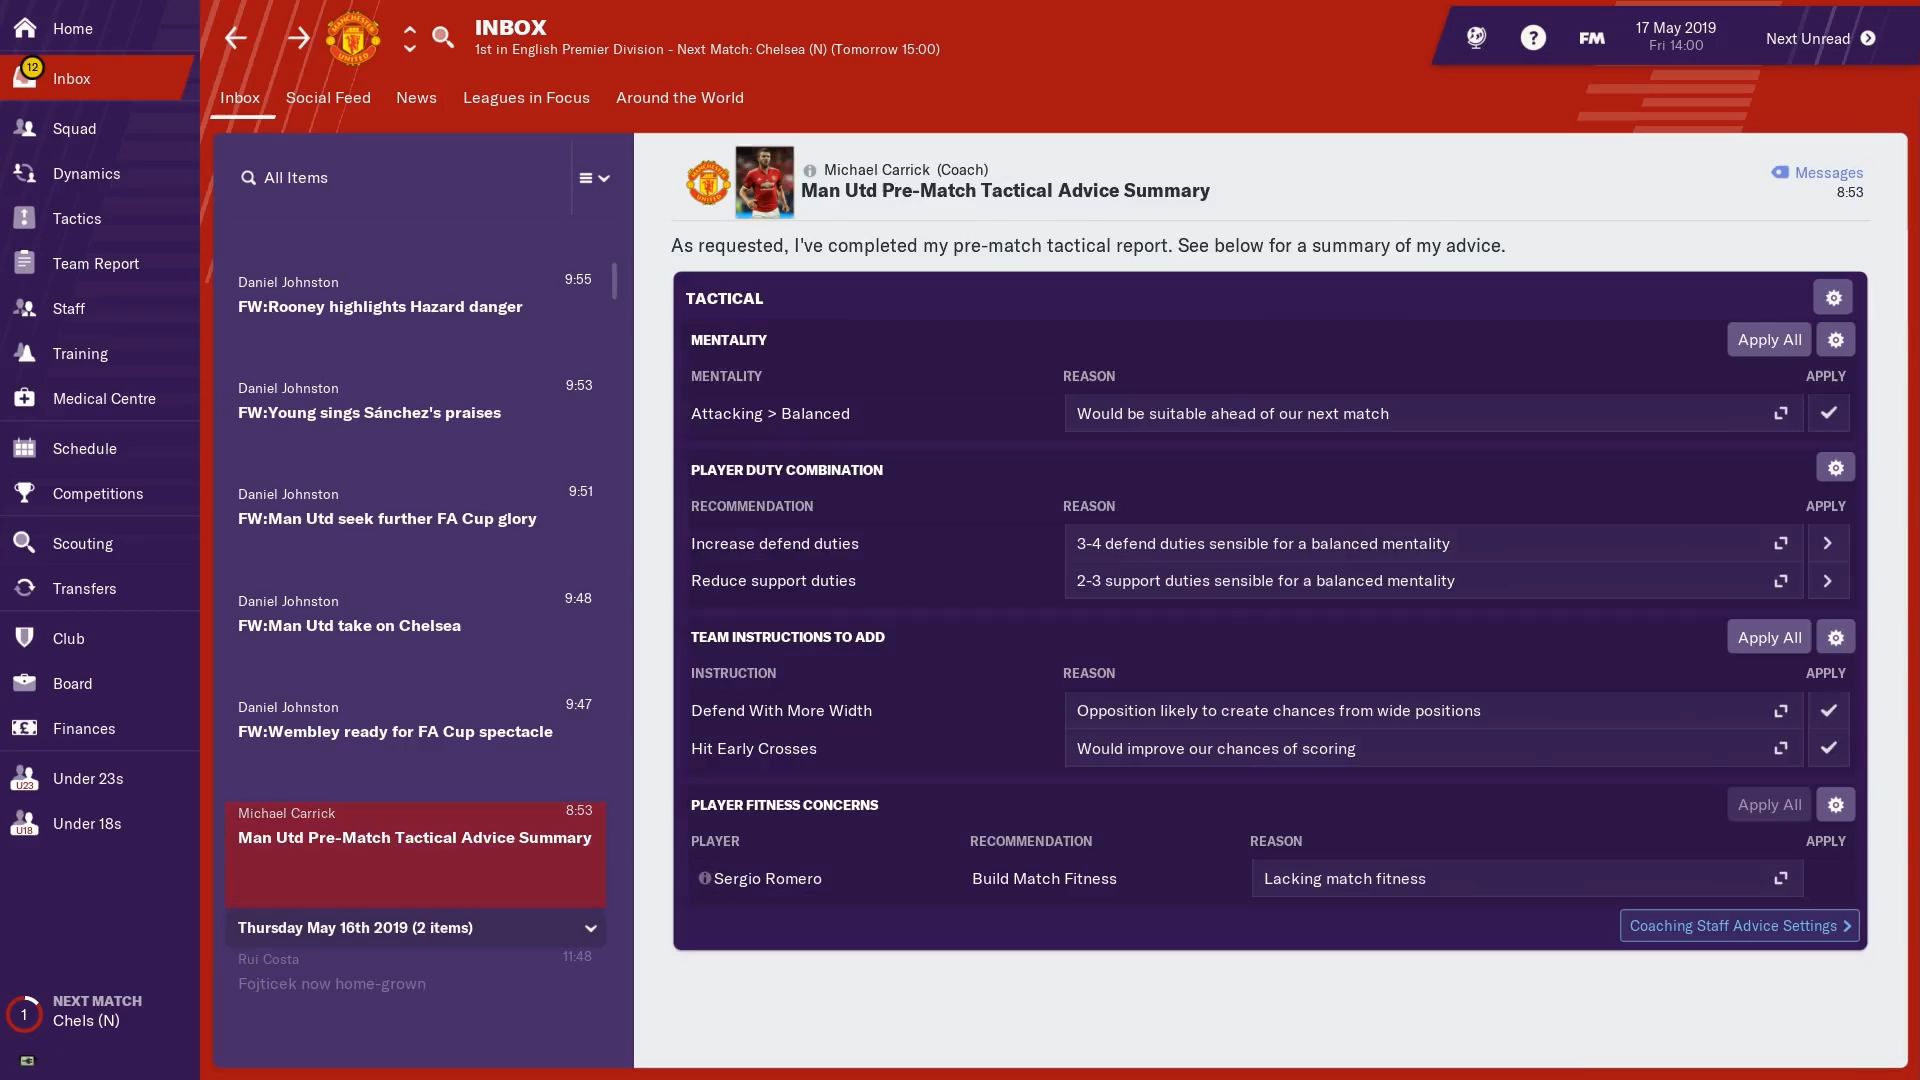 Home
12
Inbox
Squad
Dynamics
Tactics
Team Report
Staff
Training
Medical Centre
Schedule
Competitions
Scouting
Transfers
Club
Board
Finances
U23
Under 23s
U18
Under 18s
NEXT MATCH
1
Chels (N)
INBOX
1st in English Premier Division - Next Match: Chelsea (N) (Tomorrow 15:00)
?
FM
17 May 2019
Fri 14:00
Next Unread
Inbox
Social Feed
News
Leagues in Focus
Around the World
All Items
Daniel Johnston 9:55
FW:Rooney highlights Hazard danger
Daniel Johnston 9:53
FW:Young sings Sánchez's praises
Daniel Johnston 9:51
FW:Man Utd seek further FA Cup glory
Daniel Johnston 9:48
FW:Man Utd take on Chelsea
Daniel Johnston 9:47
FW:Wembley ready for FA Cup spectacle
Michael Carrick 8:53
Man Utd Pre-Match Tactical Advice Summary
Thursday May 16th 2019 (2 items)
Rui Costa 11:48
Fojticek now home-grown
Michael Carrick (Coach)
Man Utd Pre-Match Tactical Advice Summary
Messages
8:53
As requested, I've completed my pre-match tactical report. See below for a summary of my advice.
TACTICAL
MENTALITY Apply All
MENTALITY REASON APPLY
Attacking > Balanced Would be suitable ahead of our next match
PLAYER DUTY COMBINATION
RECOMMENDATION REASON APPLY
Increase defend duties 3-4 defend duties sensible for a balanced mentality
Reduce support duties 2-3 support duties sensible for a balanced mentality
TEAM INSTRUCTIONS TO ADD Apply All
INSTRUCTION REASON APPLY
Defend With More Width Opposition likely to create chances from wide positions
Hit Early Crosses Would improve our chances of scoring
PLAYER FITNESS CONCERNS Apply All
PLAYER RECOMMENDATION REASON APPLY
Sergio Romero Build Match Fitness Lacking match fitness
Coaching Staff Advice Settings